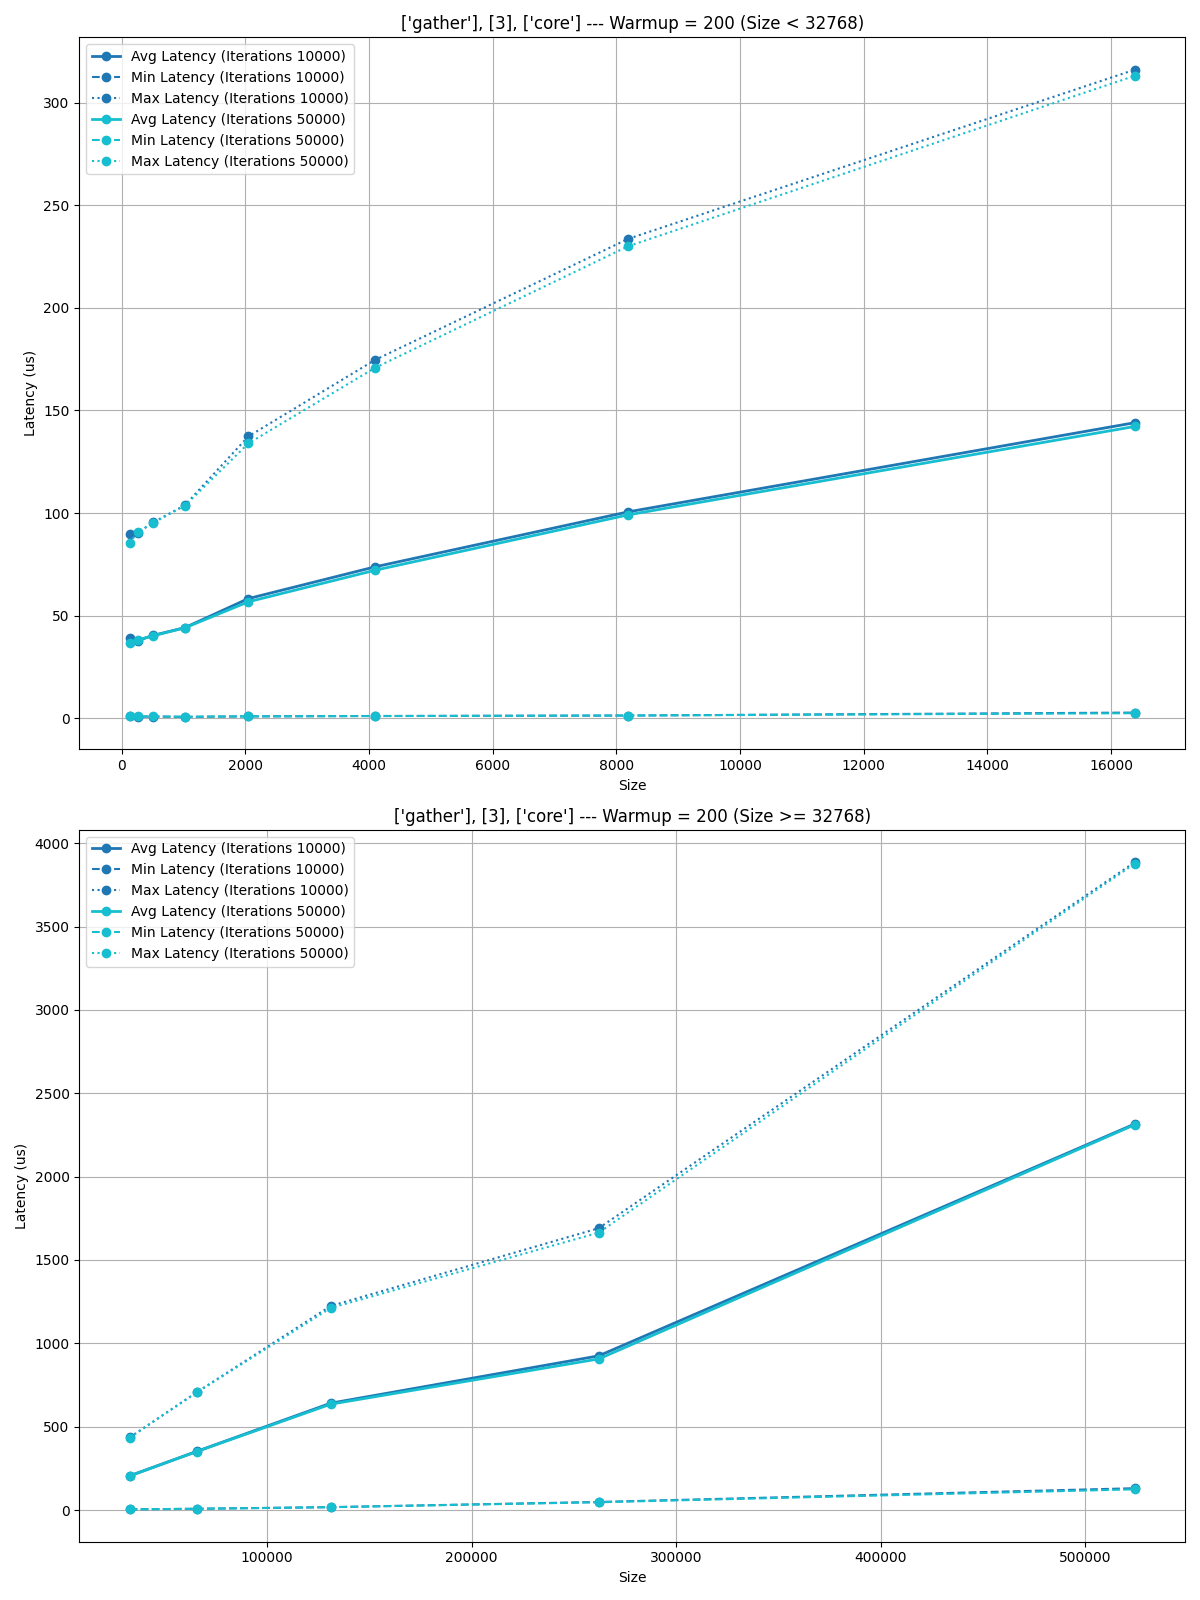 ['gather'], [3], ['core'] --- Warmup = 200 (Size < 32768)
Avg Latency (Iterations 10000)
Min Latency (Iterations 10000)
Max Latency (Iterations 10000)
Avg Latency (Iterations 50000)
Min Latency (Iterations 50000)
Max Latency (Iterations 50000)
300
250
200
150
100
50
0
Latency (us)
0 2000 4000 6000 8000 10000 12000 14000 16000
Size
['gather'], [3], ['core'] --- Warmup = 200 (Size >= 32768)
Avg Latency (Iterations 10000)
Min Latency (Iterations 10000)
Max Latency (Iterations 10000)
Avg Latency (Iterations 50000)
Min Latency (Iterations 50000)
Max Latency (Iterations 50000)
4000
3500
3000
2500
2000
1500
1000
500
0
Latency (us)
100000 200000 300000 400000 500000
Size